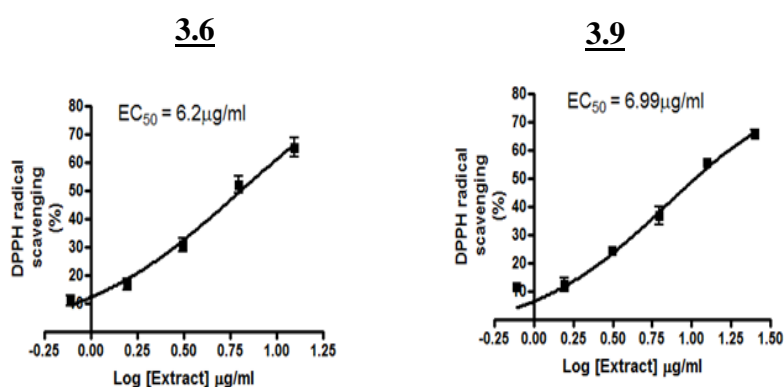 3.6
3.9
EC50 = 6.2µg/ml
80
70
60
50
40
30
20
10
DPPH radical
scavenging
(%)
-0.25 0.00 0.25 0.50 0.75 1.00 1.25
Log [Extract] µg/ml
EC50 = 6.99µg/ml
80
70
60
50
40
30
20
10
DPPH radical
scavenging
(%)
-0.25 0.00 0.25 0.50 0.75 1.00 1.25 1.50
Log [Extract] µg/ml